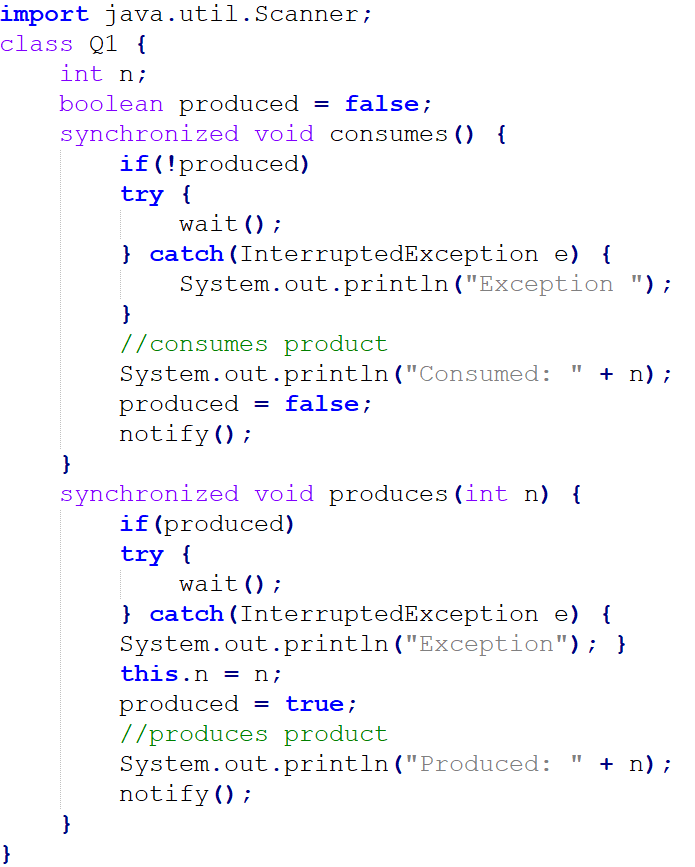 import java.util.Scanner;
class Q1 {
    int n;
    boolean produced = false;
    synchronized void consumes() {
        if(!produced)
        try {
            wait();
        } catch(InterruptedException e) {
            System.out.println("Exception ");
        }
        //consumes product
        System.out.println("Consumed: " + n);
        produced = false;
        notify();
    }
    synchronized void produces(int n) {
        if(produced)
        try {
            wait();
        } catch(InterruptedException e) {
        System.out.println("Exception"); }
        this.n = n;
        produced = true;
        //produces product
        System.out.println("Produced: " + n);
        notify();
    }
}